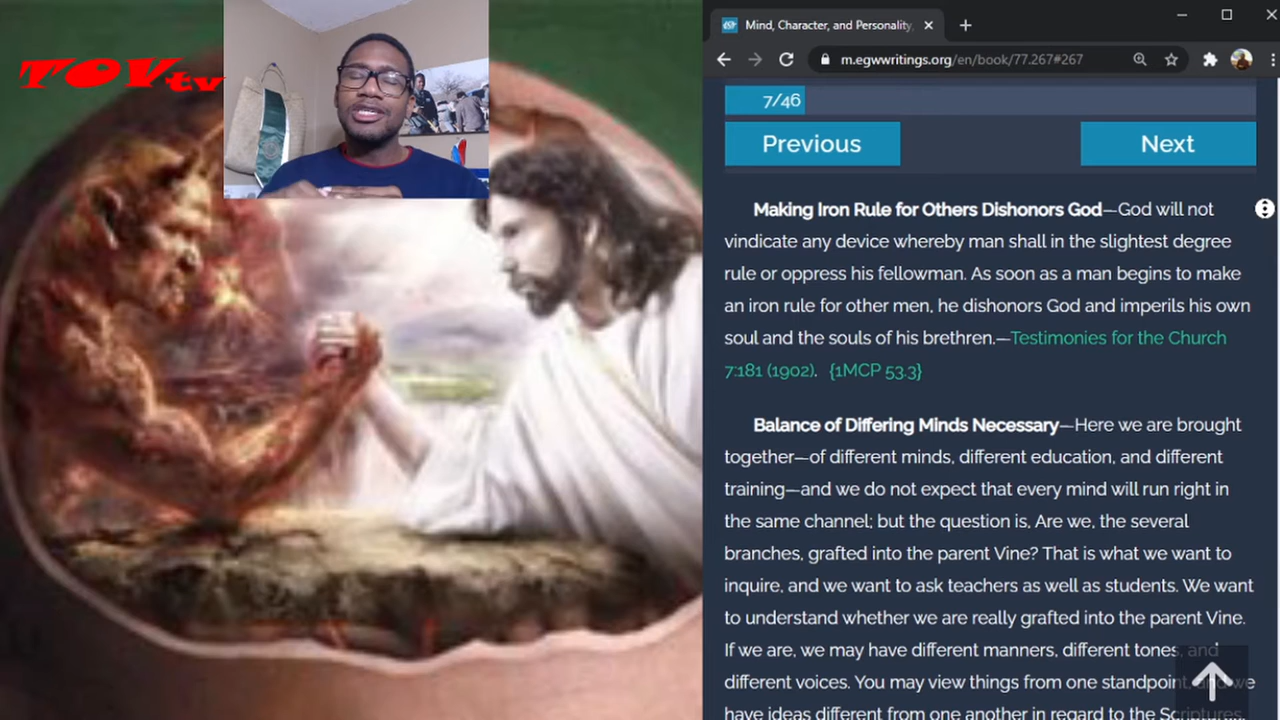 TOVtv
Mind, Character, and Personality,
m.egwwritings.org/en/book/77.267#267
7/46
Previous
Next
Making Iron Rule for Others Dishonors God—God will not
vindicate any device whereby man shall in the slightest degree
rule or oppress his fellowman. As soon as a man begins to make
an iron rule for other men, he dishonors God and imperils his own
soul and the souls of his brethren.—Testimonies for the Church
7:181 (1902). {1MCP 53.3}
Balance of Differing Minds Necessary—Here we are brought
together—of different minds, different education, and different
training—and we do not expect that every mind will run right in
the same channel; but the question is, Are we, the several
branches, grafted into the parent Vine? That is what we want to
inquire, and we want to ask teachers as well as students. We want
to understand whether we are really grafted into the parent Vine.
If we are, we may have different manners, different tones, and
different voices. You may view things from one standpoint, and we
have ideas different from one another in regard to the Scriptures,